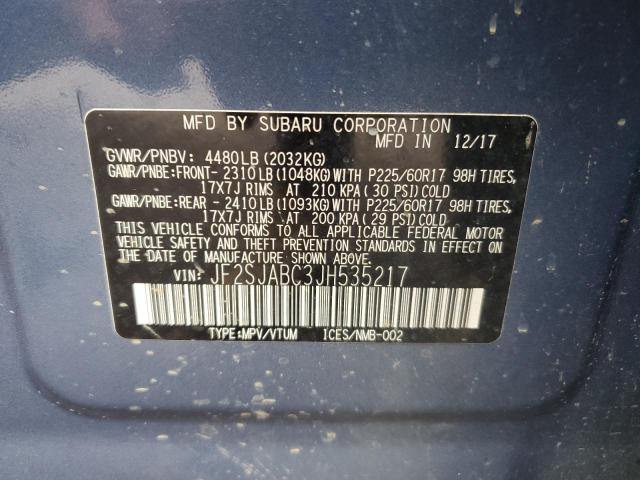 MFD BY SUBARU CORPORATION
MFD IN 12/17
GVWR/PNBV: 4480LB(2032KG)
GAWR/PNBE:FRONT- 2310LB(1048KG)WITH P225/60R17 98H TIRES,
17X7J RIMS AT 210 KPA(30 PSI)COLD
GAWR/PNBE:REAR - 2410LB(1093KG)WITH P225/60R17 98H TIRES,
17X7J RIMS AT 200 KPA(29 PSI)COLD
THIS VEHICLE CONFORMS TO ALL APPLICABLE FEDERAL MOTOR
VEHICLE SAFETY AND THEFT PREVENTION STANDARDS IN EFFECT
ON THE DATE OF MANUFACTURE SHOWN ABOVE.
VIN: JF2SJABC3JH535217
TYPE:MPV/VTUM ICES/NMB-002